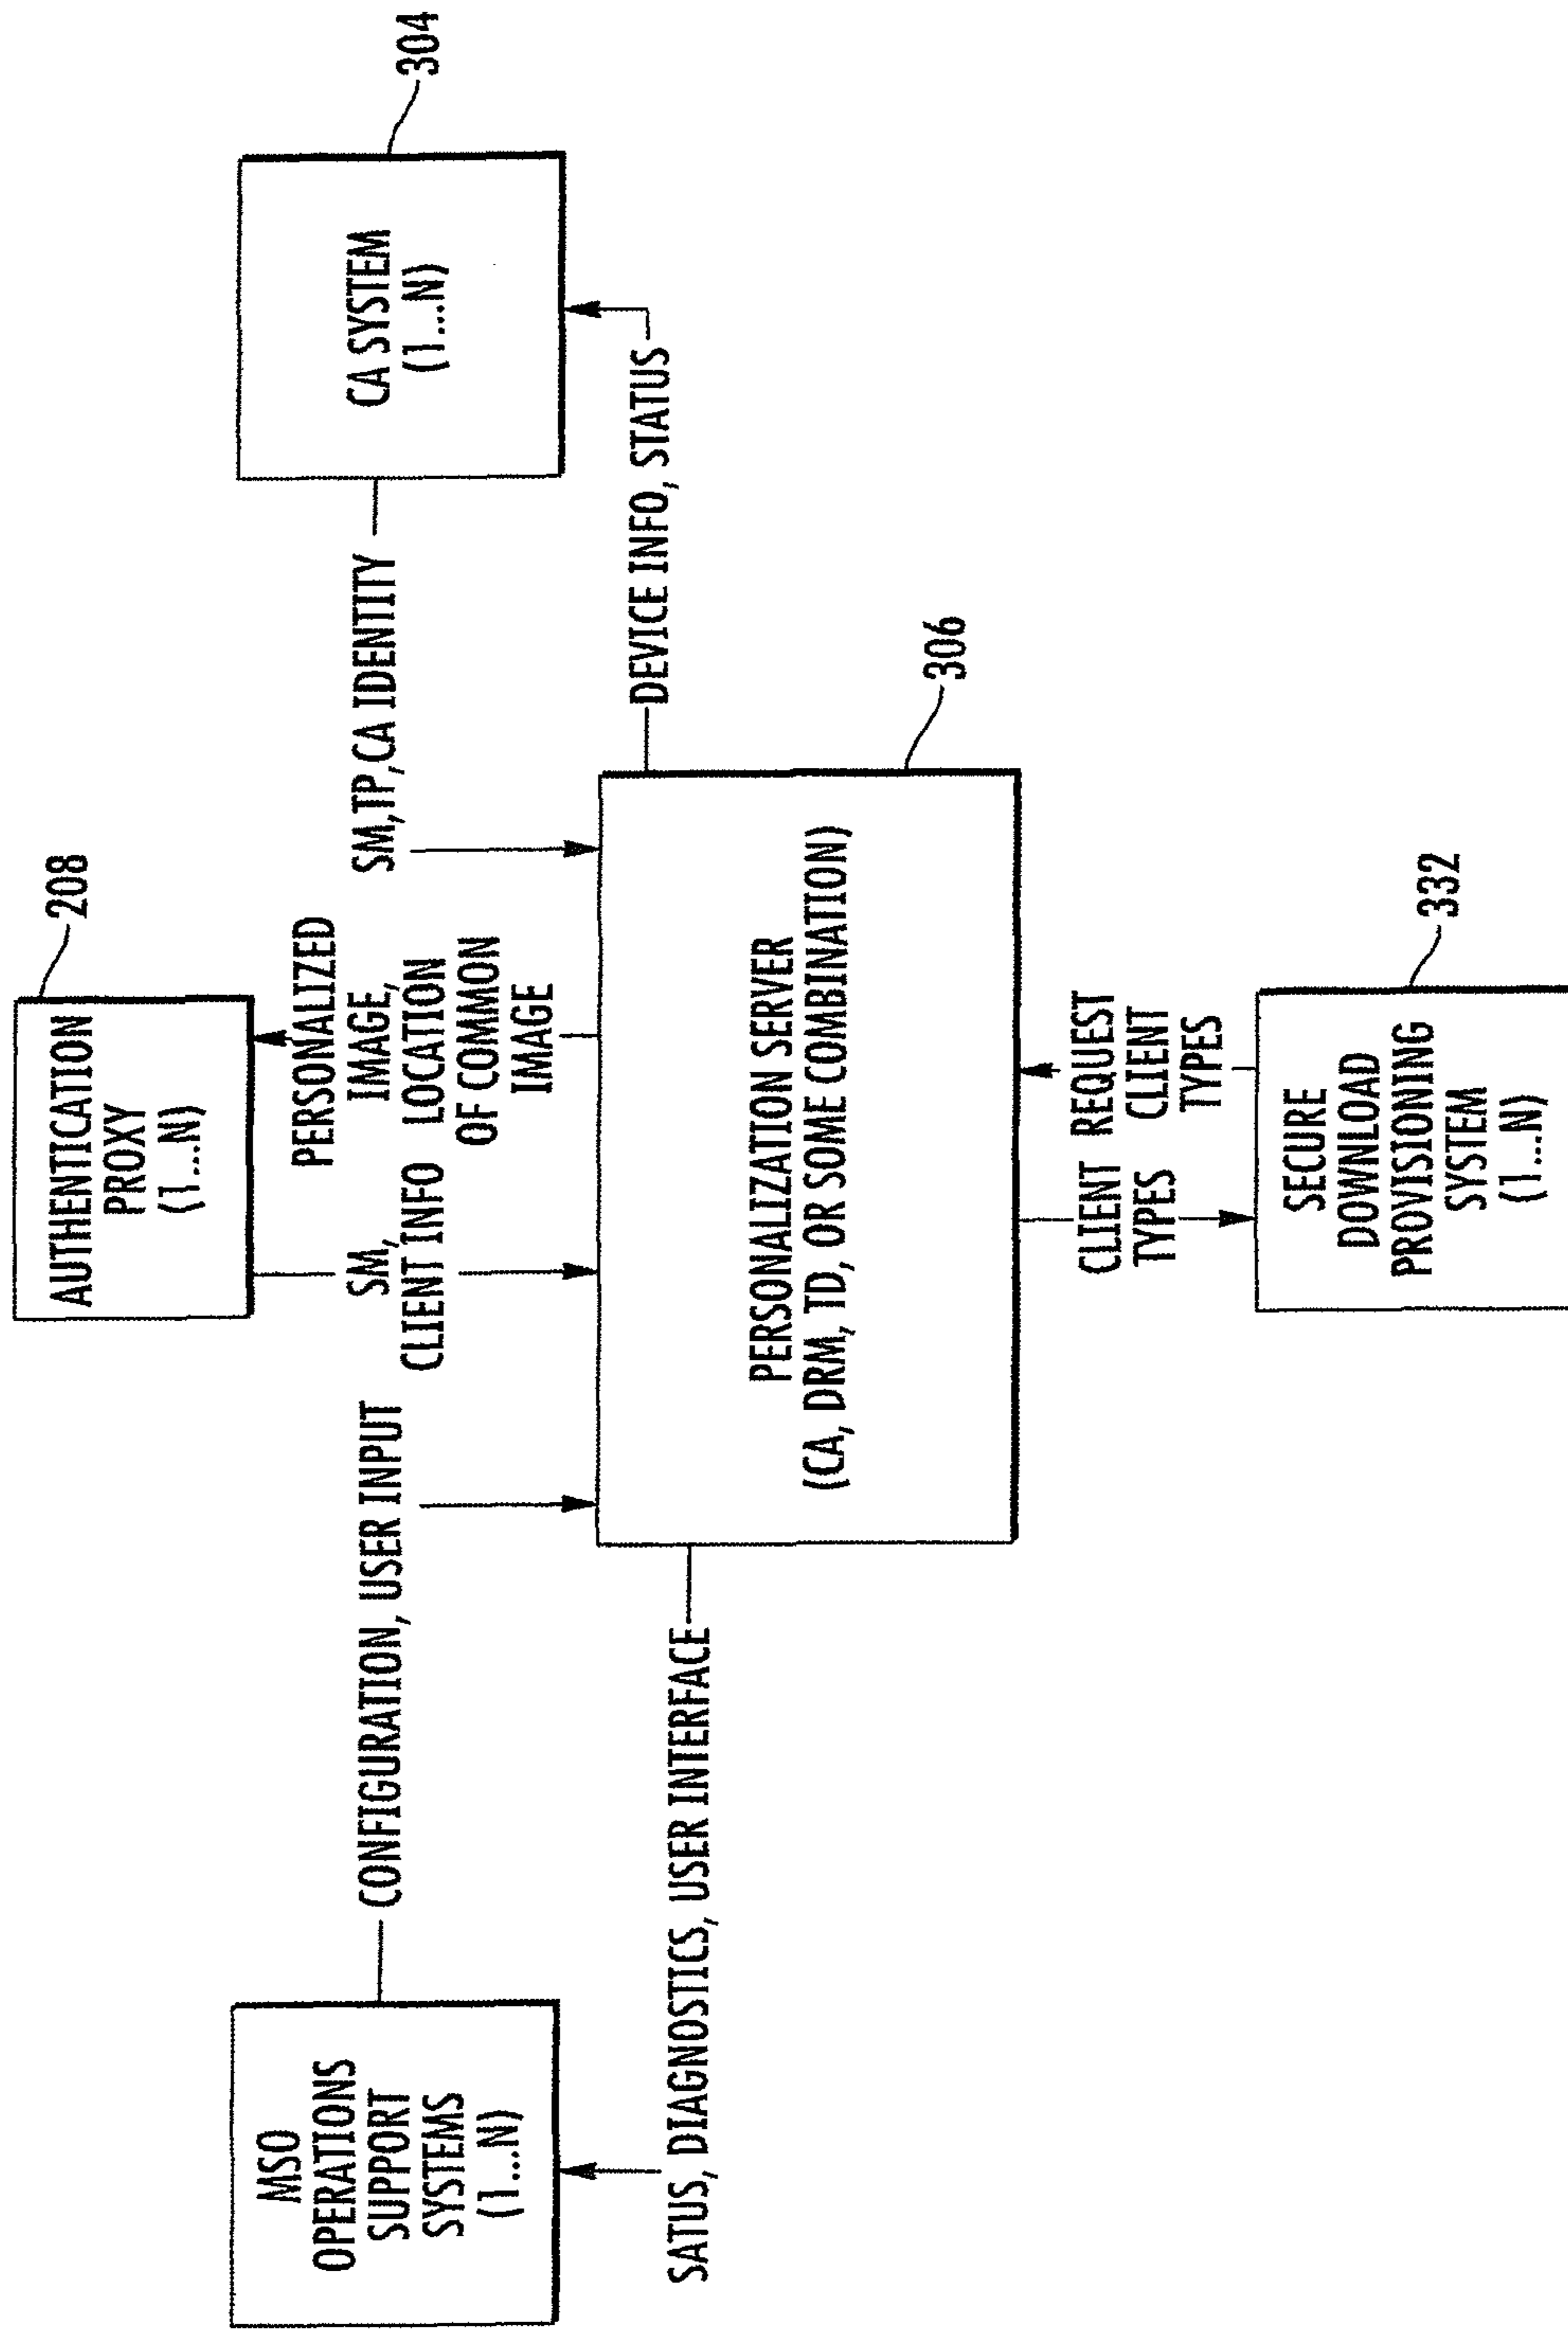 208
AUTHENTICATION
PROXY
(1...N)
304
CA SYSTEM
(1...N)
MSO
OPERATIONS
SUPPORT
SYSTEMS
(1...N)
CONFIGURATION, USER INPUT
SM,
CLIENT INFO
PERSONALIZED
IMAGE,
LOCATION
OF COMMON
IMAGE
SM,TP,CA IDENTITY
DEVICE INFO, STATUS
SATUS, DIAGNOSTICS, USER INTERFACE
306
PERSONALIZATION SERVER
(CA, DRM, TD, OR SOME COMBINATION)
CLIENT
TYPES
REQUEST
CLIENT
TYPES
332
SECURE
DOWNLOAD
PROVISIONING
SYSTEM
(1...N)